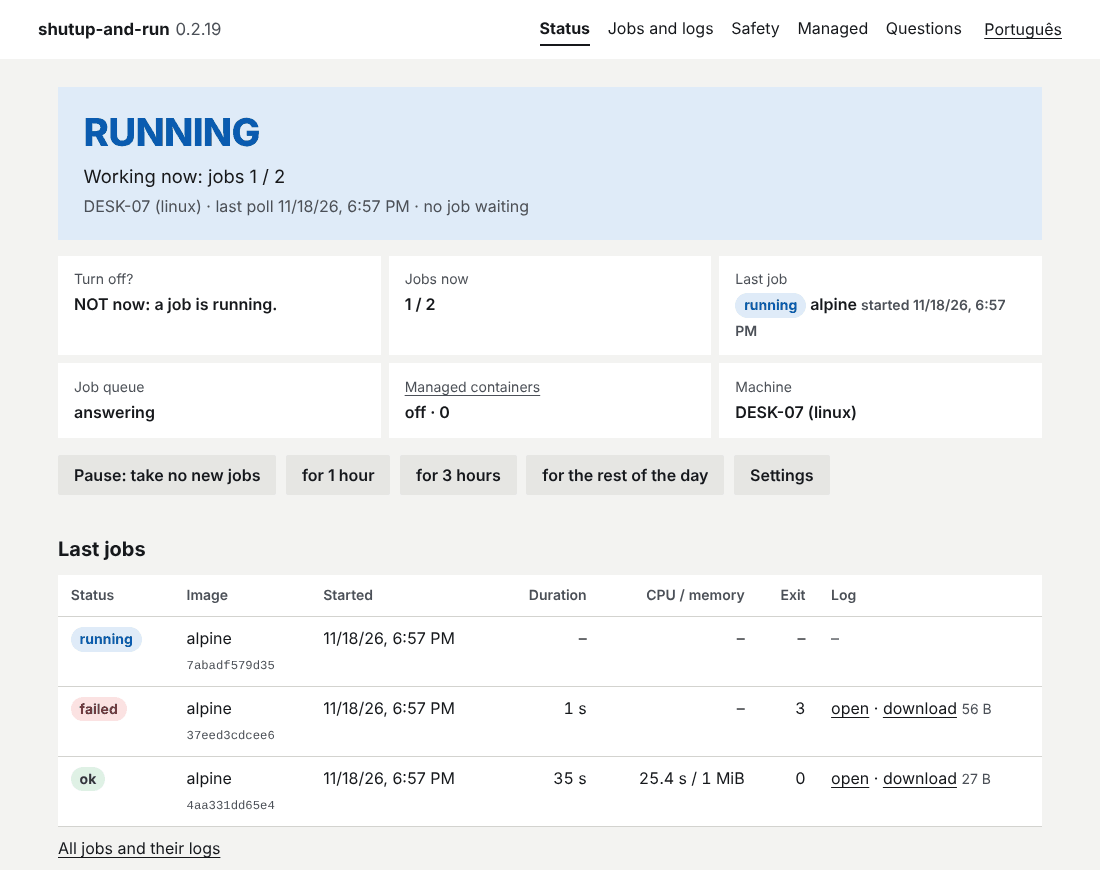 shutup-and-run 0.2.19
Status Jobs and logs Safety Managed Questions Português
RUNNING
Working now: jobs 1 / 2
DESK-07 (linux) · last poll 11/18/26, 6:57 PM · no job waiting
Turn off?
NOT now: a job is running.
Jobs now
1 / 2
Last job
running alpine started 11/18/26, 6:57
PM
Job queue
answering
Managed containers
off · 0
Machine
DESK-07 (linux)
Pause: take no new jobs for 1 hour for 3 hours for the rest of the day Settings
Last jobs
Status Image Started Duration CPU / memory Exit Log
running alpine 11/18/26, 6:57 PM – – – –
7abadf579d35
failed alpine 11/18/26, 6:57 PM 1 s – 3 open · download 56 B
37eed3cdcee6
ok alpine 11/18/26, 6:57 PM 35 s 25.4 s / 1 MiB 0 open · download 27 B
4aa331dd65e4
All jobs and their logs